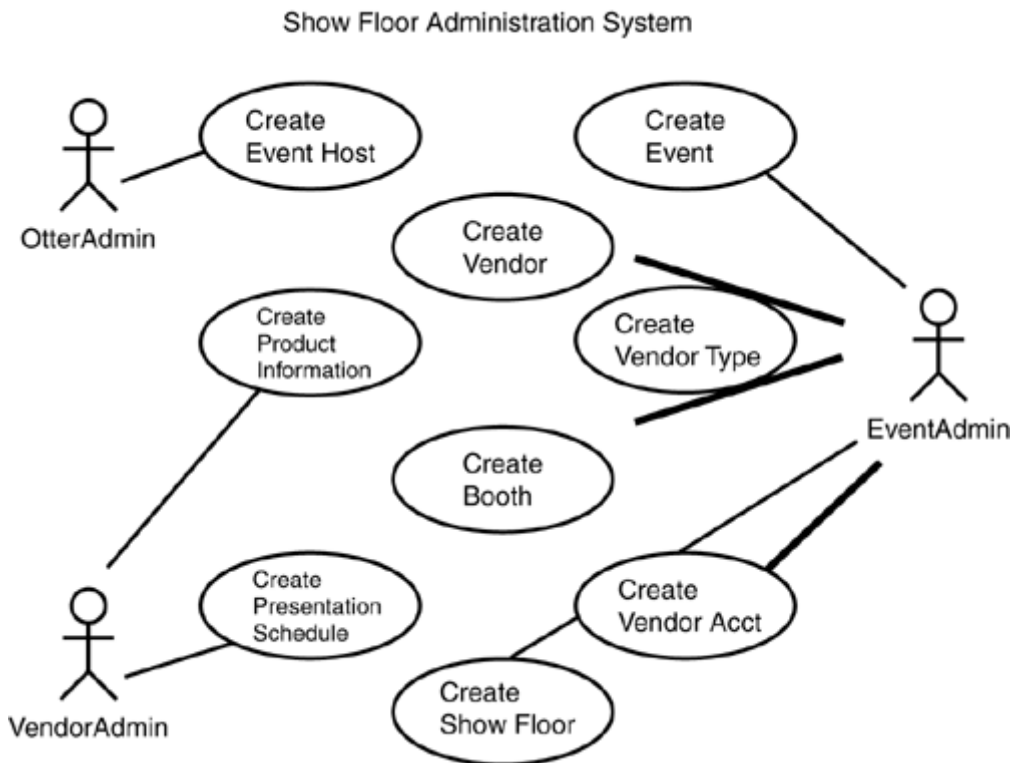 Show Floor Administration System
Create
Event Host
Create
Event
OtterAdmin
Create
Vendor
Create
Product
Information
Create
Vendor Type
EventAdmin
Create
Booth
Create
Presentation
Schedule
Create
Vendor Acct
VendorAdmin
Create
Show Floor